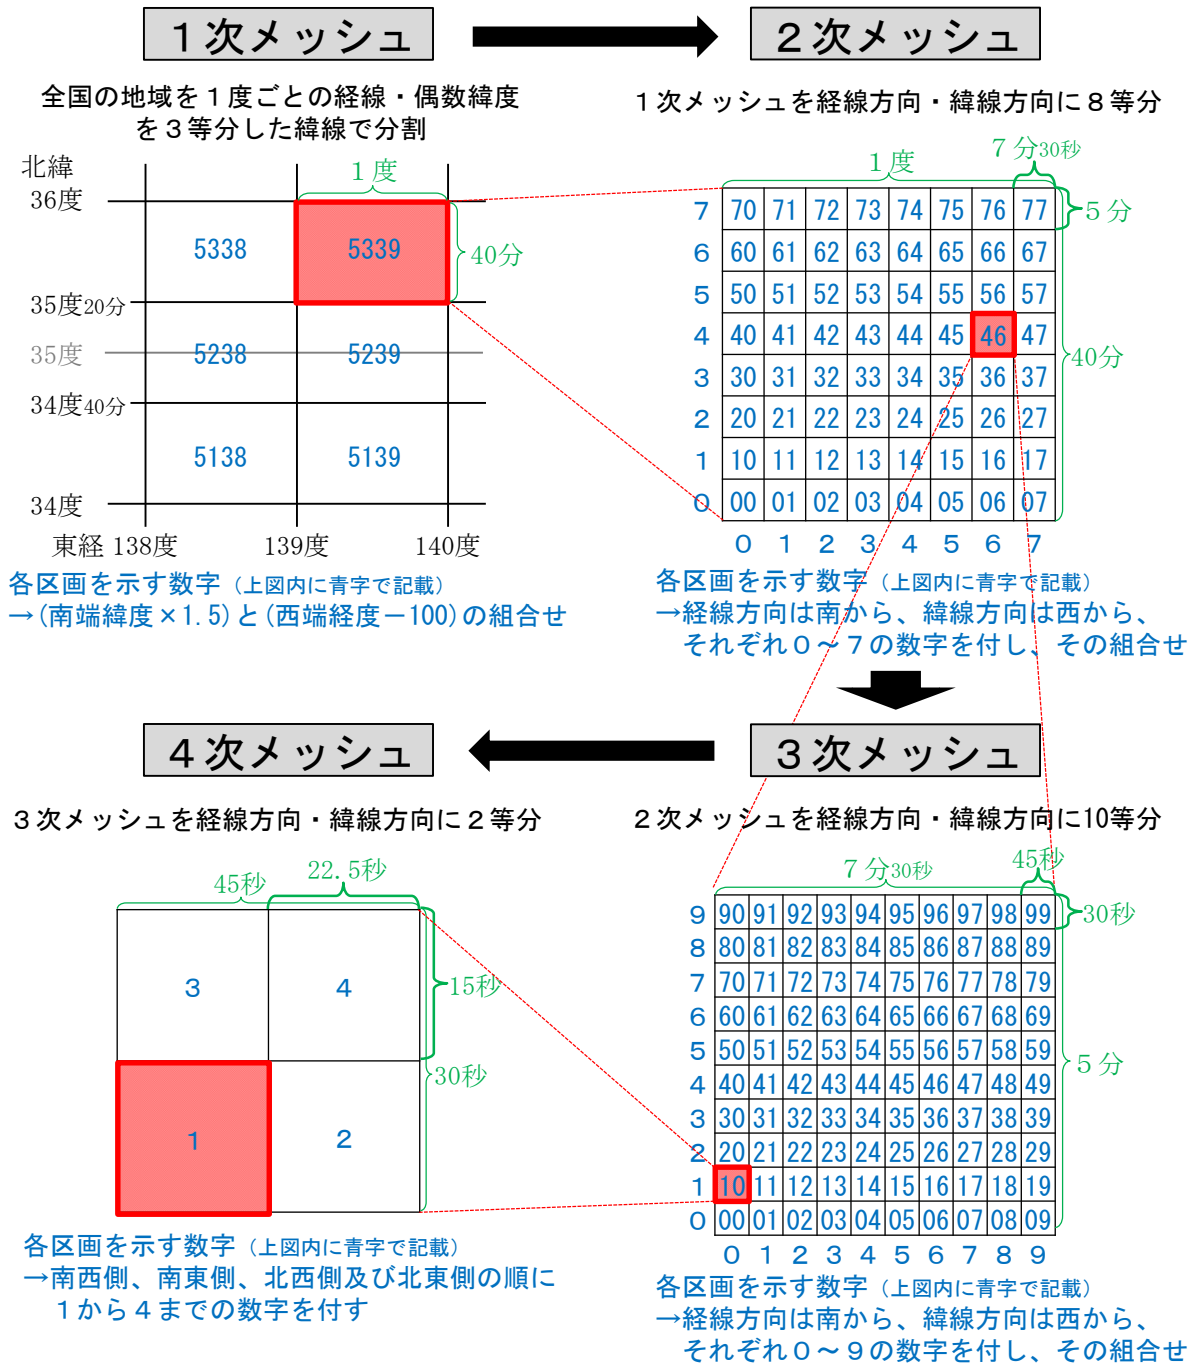 １次メッシュ
全国の地域を１度ごとの経線・偶数緯度
を３等分した緯線で分割
北緯
１度
36度
5338 5339
40分
35度20分
35度
5238 5239
34度40分
5138 5139
34度
東経 138度 139度 140度
各区画を示す数字（上図内に青字で記載）
→(南端緯度×1.5)と(西端経度－100)の組合せ
２次メッシュ
１次メッシュを経線方向・緯線方向に８等分
７分30秒
１度
7 70 71 72 73 74 75 76 77 ５分
6 60 61 62 63 64 65 66 67
5 50 51 52 53 54 55 56 57
4 40 41 42 43 44 45 46 47
40分
3 30 31 32 33 34 35 36 37
2 20 21 22 23 24 25 26 27
1 10 11 12 13 14 15 16 17
0 00 01 02 03 04 05 06 07
0 1 2 3 4 5 6 7
各区画を示す数字（上図内に青字で記載）
→経線方向は南から、緯線方向は西から、
それぞれ０～７の数字を付し、その組合せ
３次メッシュ
２次メッシュを経線方向・緯線方向に10等分
45秒
７分30秒
9 90 91 92 93 94 95 96 97 98 99 30秒
8 80 81 82 83 84 85 86 87 88 89
7 70 71 72 73 74 75 76 77 78 79
6 60 61 62 63 64 65 66 67 68 69
5 50 51 52 53 54 55 56 57 58 59
５分
4 40 41 42 43 44 45 46 47 48 49
3 30 31 32 33 34 35 36 37 38 39
2 20 21 22 23 24 25 26 27 28 29
1 10 11 12 13 14 15 16 17 18 19
0 00 01 02 03 04 05 06 07 08 09
0 1 2 3 4 5 6 7 8 9
各区画を示す数字（上図内に青字で記載）
→経線方向は南から、緯線方向は西から、
それぞれ０～９の数字を付し、その組合せ
４次メッシュ
３次メッシュを経線方向・緯線方向に２等分
22.5秒
45秒
3 4
15秒
30秒
1 2
各区画を示す数字（上図内に青字で記載）
→南西側、南東側、北西側及び北東側の順に
１から４までの数字を付す